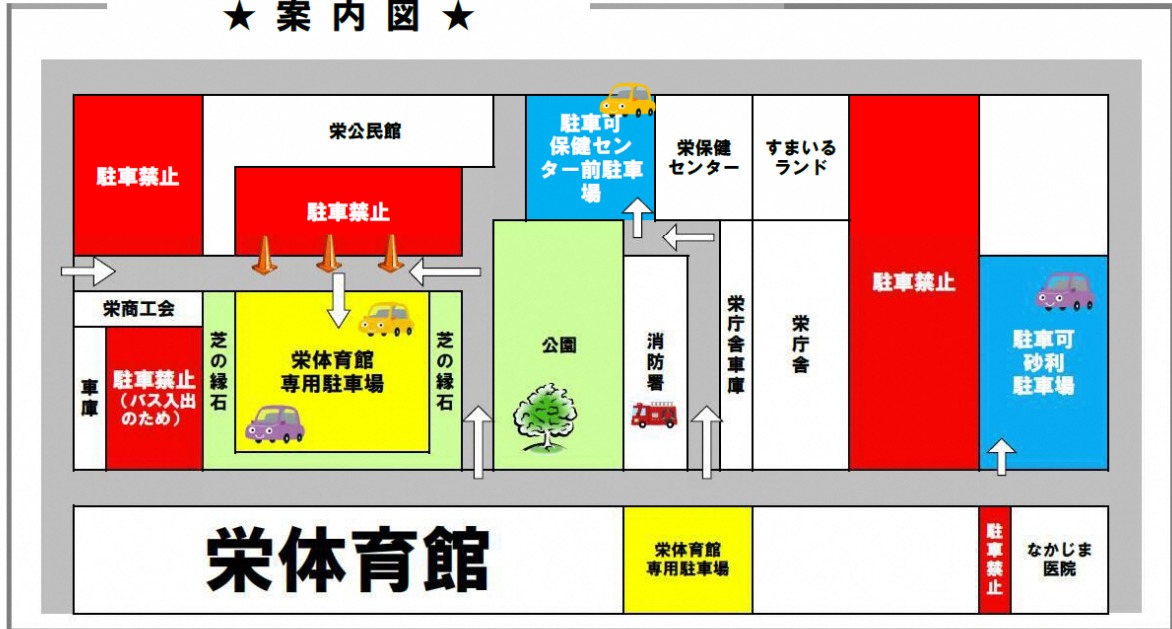 ★ 案 内 図 ★
駐車禁止
栄公民館
駐車禁止
駐車可
保健セン
ター前駐車
場
栄保健
センター
すまいる
ランド
駐車禁止
栄商工会
車庫
駐車禁止
（バス入出
のため）
芝の縁石
栄体育館
専用駐車場
芝の縁石
公園
消防署
栄庁舎車庫
栄庁舎
駐車可
砂利
駐車場
栄体育館
栄体育館
専用駐車場
駐車禁止
なかじま
医院